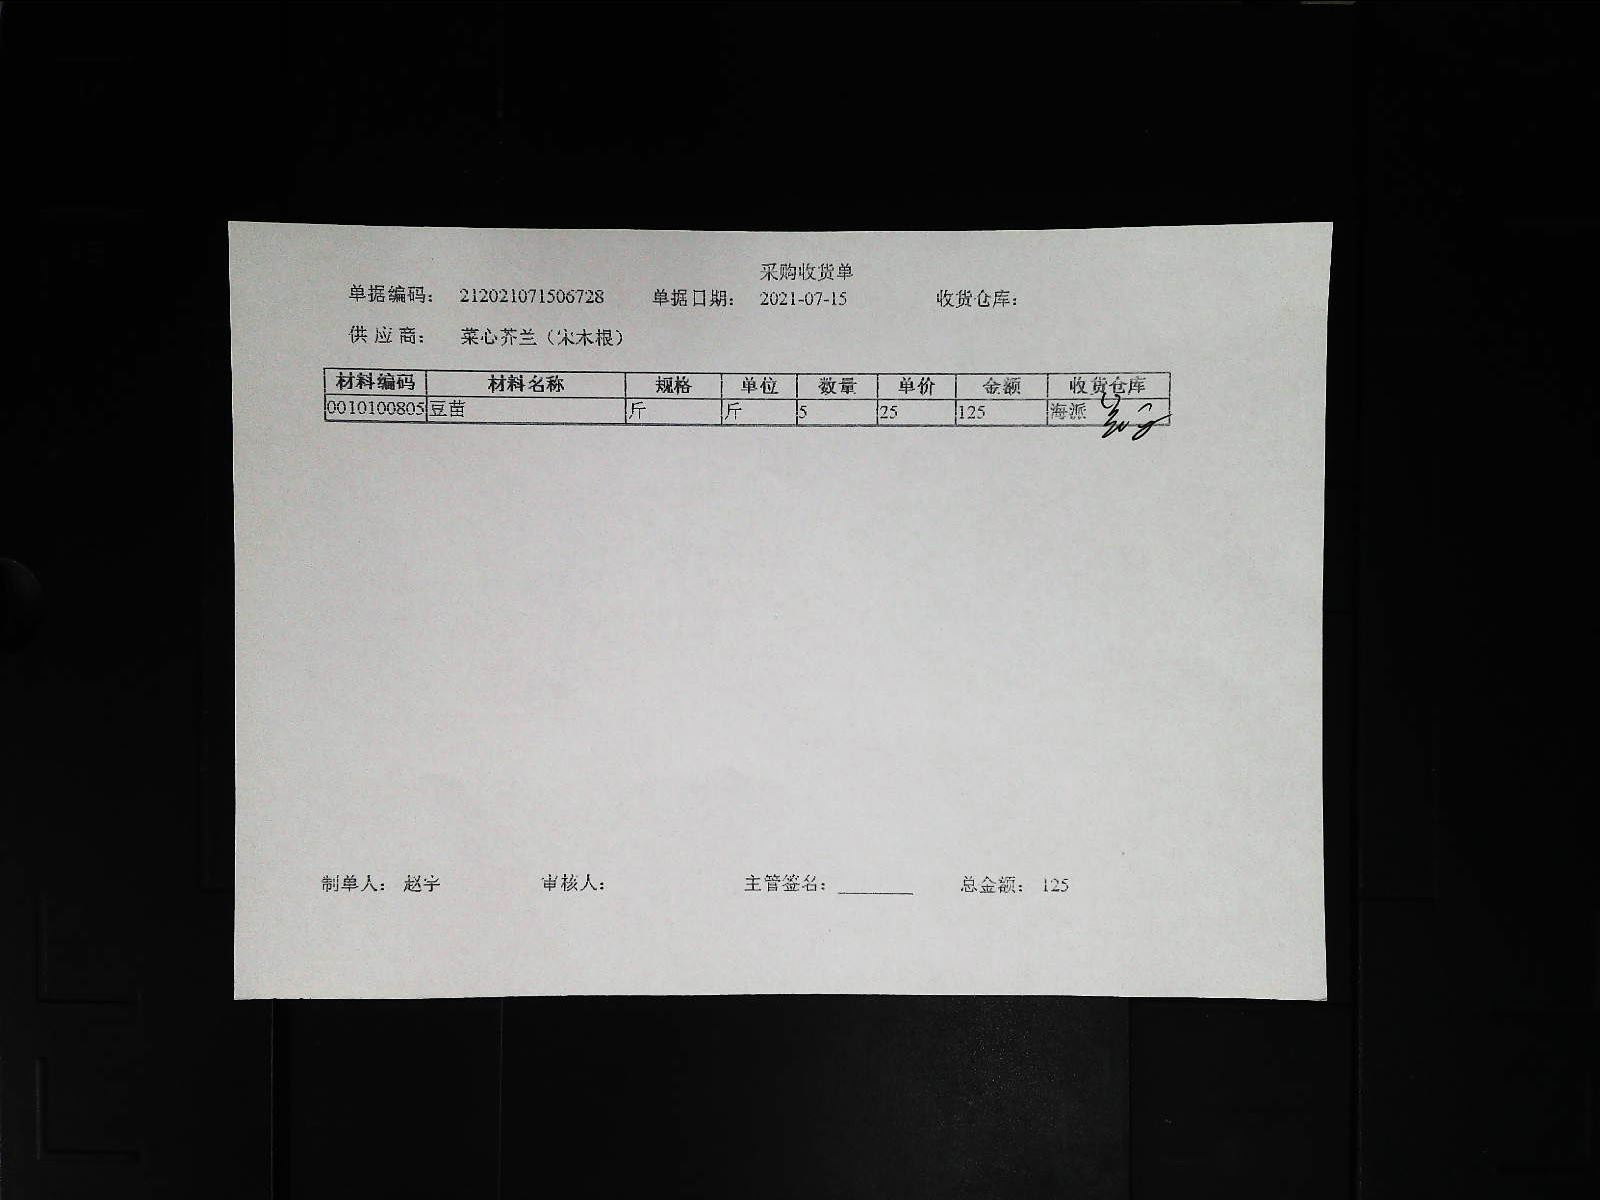 采购收货单
单据编码： 212021071506728 单据日期： 2021-07-15 收货仓库：
供 应 商： 菜心芥兰（宋木根）
材料编码 材料名称 规格 单位 数量 单价 金额 收货仓库
0010100805 豆苗 斤 斤 5 25 125 海派
制单人： 赵宇 审核人： 主管签名： ________ 总金额： 125